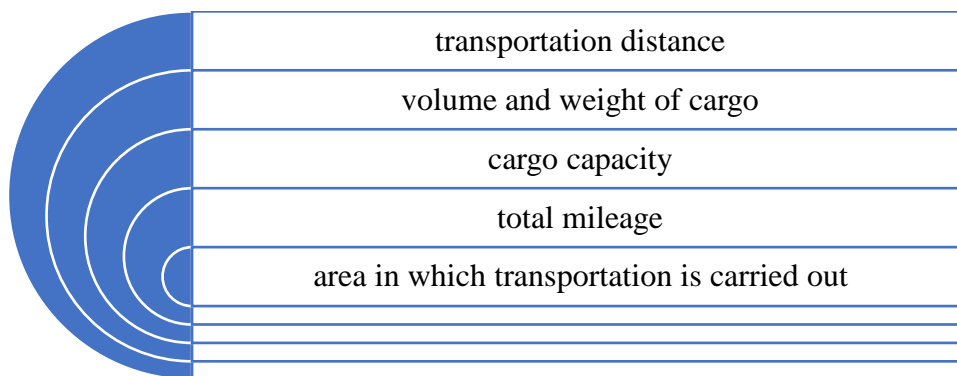 transportation distance
volume and weight of cargo
cargo capacity
total mileage
area in which transportation is carried out